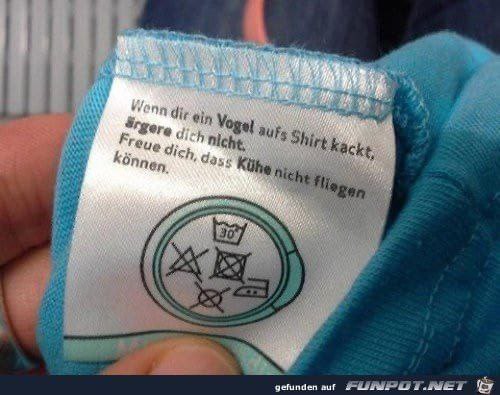 Wenn dir ein Vogel aufs Shirt kackt,
ärgere dich nicht.
Freue dich, dass Kühe nicht fliegen
können.
30°
gefunden auf FUNPOT.NET